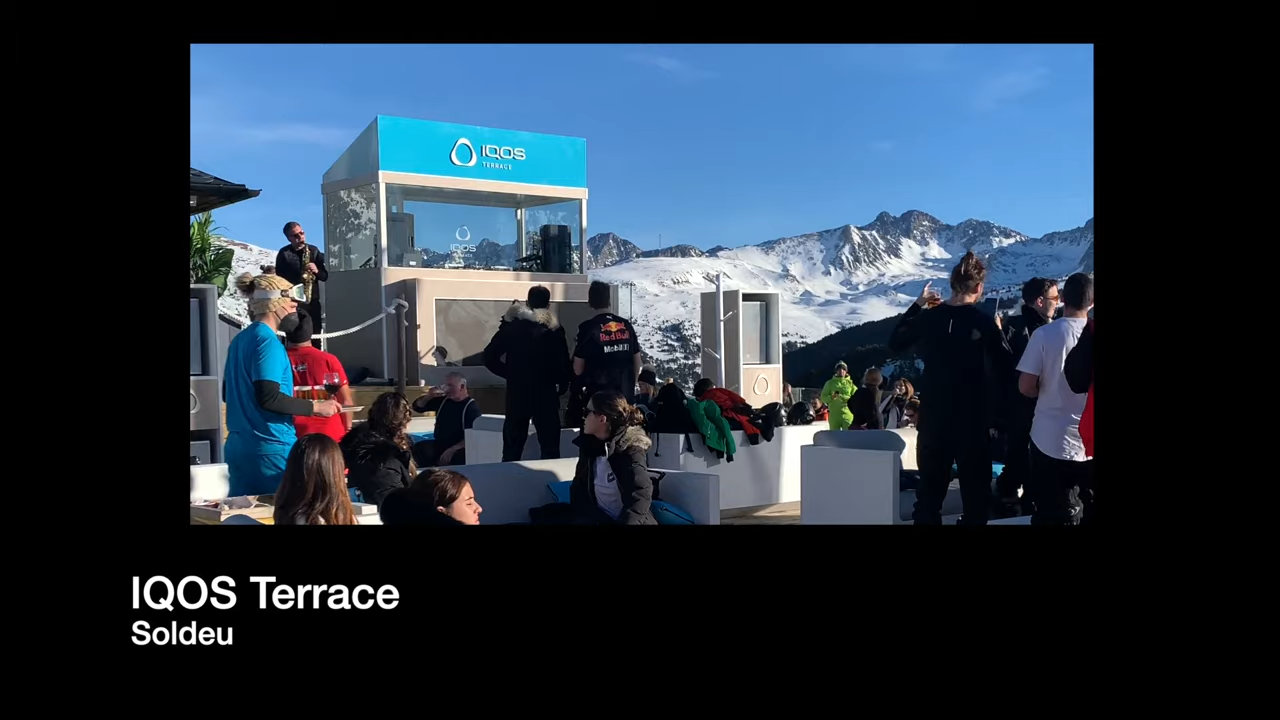 IQOS
TERRACE
IQOS
Red Bull
Mobil
IQOS Terrace
Soldeu